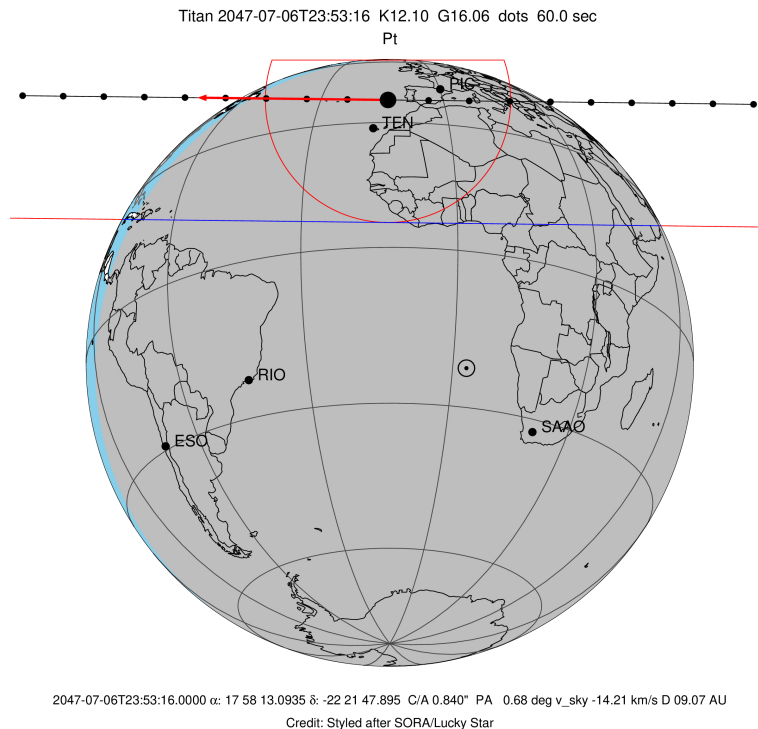 Titan 2047-07-06T23:53:16 K12.10 G16.06 dots 60.0 sec
Pt
PIC
TEN
RIO
ESO
SAAO
2047-07-06T23:53:16.0000 α: 17 58 13.0935 δ: -22 21 47.895 C/A 0.840" PA 0.68 deg v_sky -14.21 km/s D 09.07 AU
Credit: Styled after SORA/Lucky Star